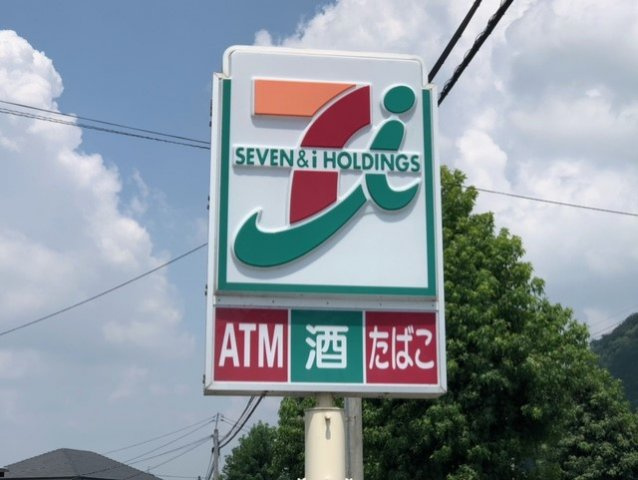 SEVEN & i HOLDINGS
ATM 酒 たばこ